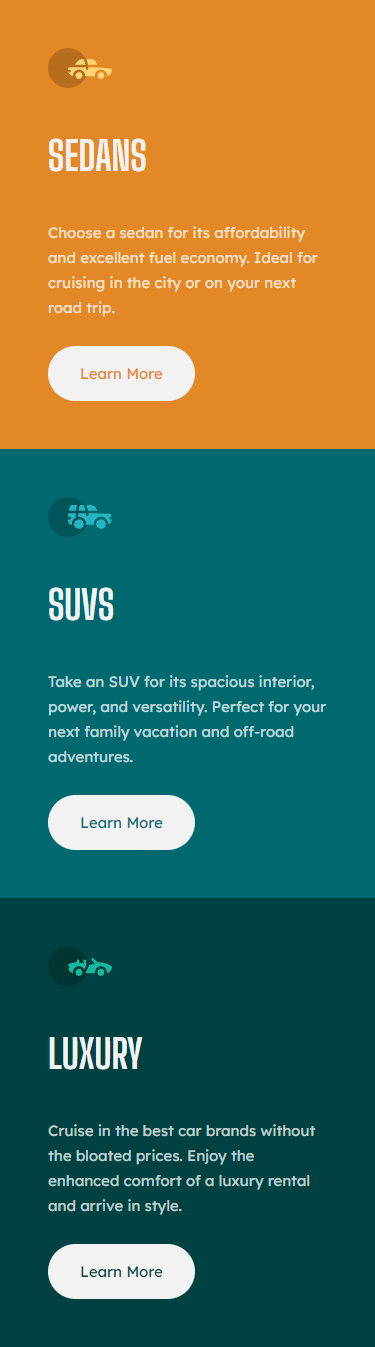 SEDANS
Choose a sedan for its affordability
and excellent fuel economy. Ideal for
cruising in the city or on your next
road trip.
Learn More
SUVS
Take an SUV for its spacious interior,
power, and versatility. Perfect for your
next family vacation and off-road
adventures.
Learn More
LUXURY
Cruise in the best car brands without
the bloated prices. Enjoy the
enhanced comfort of a luxury rental
and arrive in style.
Learn More